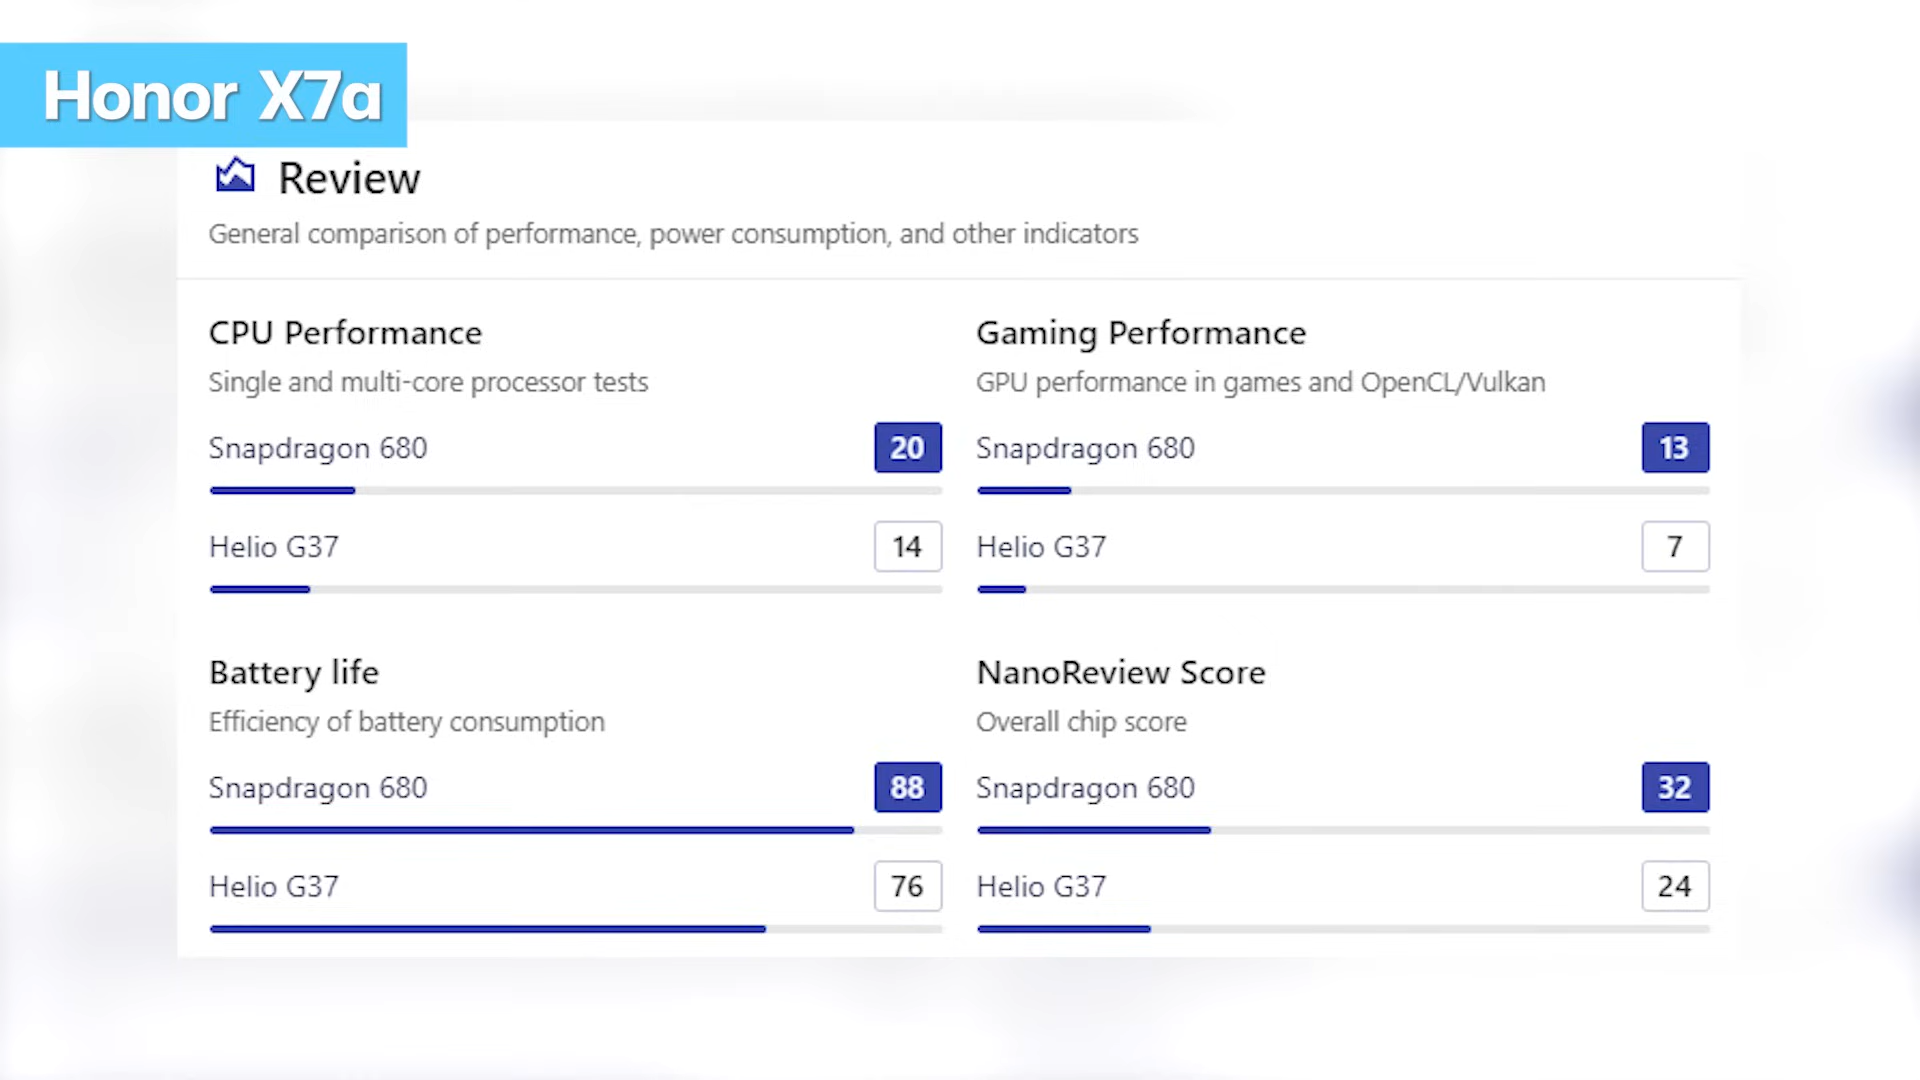 Honor X7a
Review
General comparison of performance, power consumption, and other indicators
CPU Performance
Single and multi-core processor tests
Snapdragon 680 20
Helio G37 14
Gaming Performance
GPU performance in games and OpenCL/Vulkan
Snapdragon 680 13
Helio G37 7
Battery life
Efficiency of battery consumption
Snapdragon 680 88
Helio G37 76
NanoReview Score
Overall chip score
Snapdragon 680 32
Helio G37 24